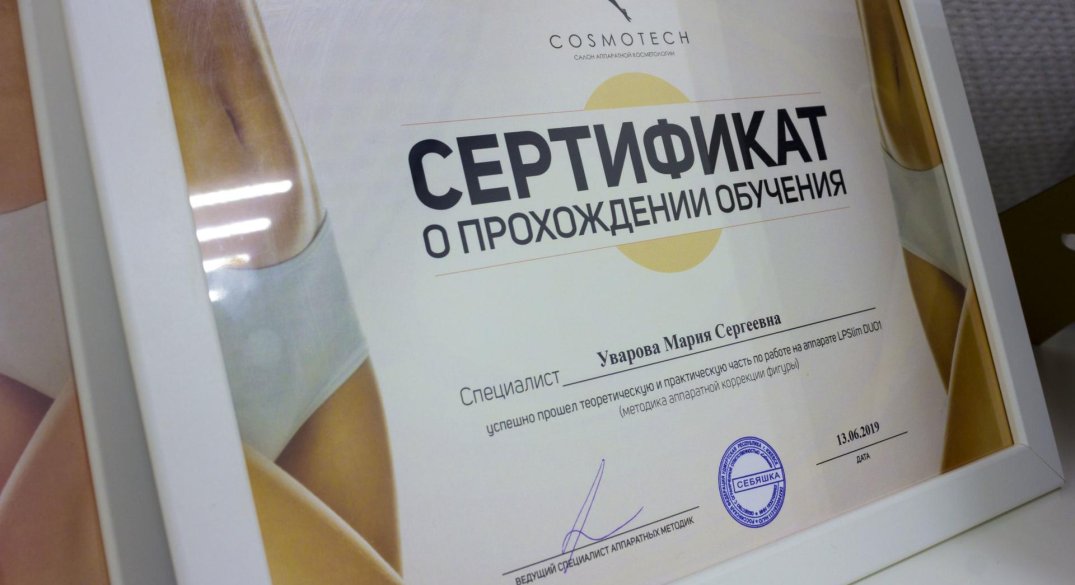 COSMOTECH
САЛОН АППАРАТНОЙ КОСМЕТОЛОГИИ
СЕРТИФИКАТ
О ПРОХОЖДЕНИИ ОБУЧЕНИЯ
Специалист Уварова Мария Сергеевна
успешно прошел теоретическую и практическую часть по работе на аппарате LPSlim DUO1
(методика аппаратной коррекции фигуры)
13.06.2019
ДАТА
СЕБЯШКА
ВЕДУЩИЙ СПЕЦИАЛИСТ АППАРАТНЫХ МЕТОДИК